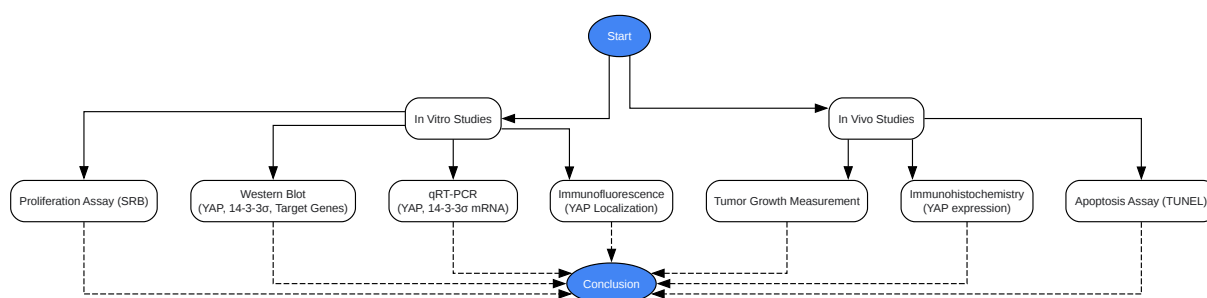 Start
In Vitro Studies
In Vivo Studies
Proliferation Assay (SRB)
Western Blot
(YAP, 14-3-3σ, Target Genes)
qRT-PCR
(YAP, 14-3-3σ mRNA)
Immunofluorescence
(YAP Localization)
Tumor Growth Measurement
Immunohistochemistry
(YAP expression)
Apoptosis Assay (TUNEL)
Conclusion